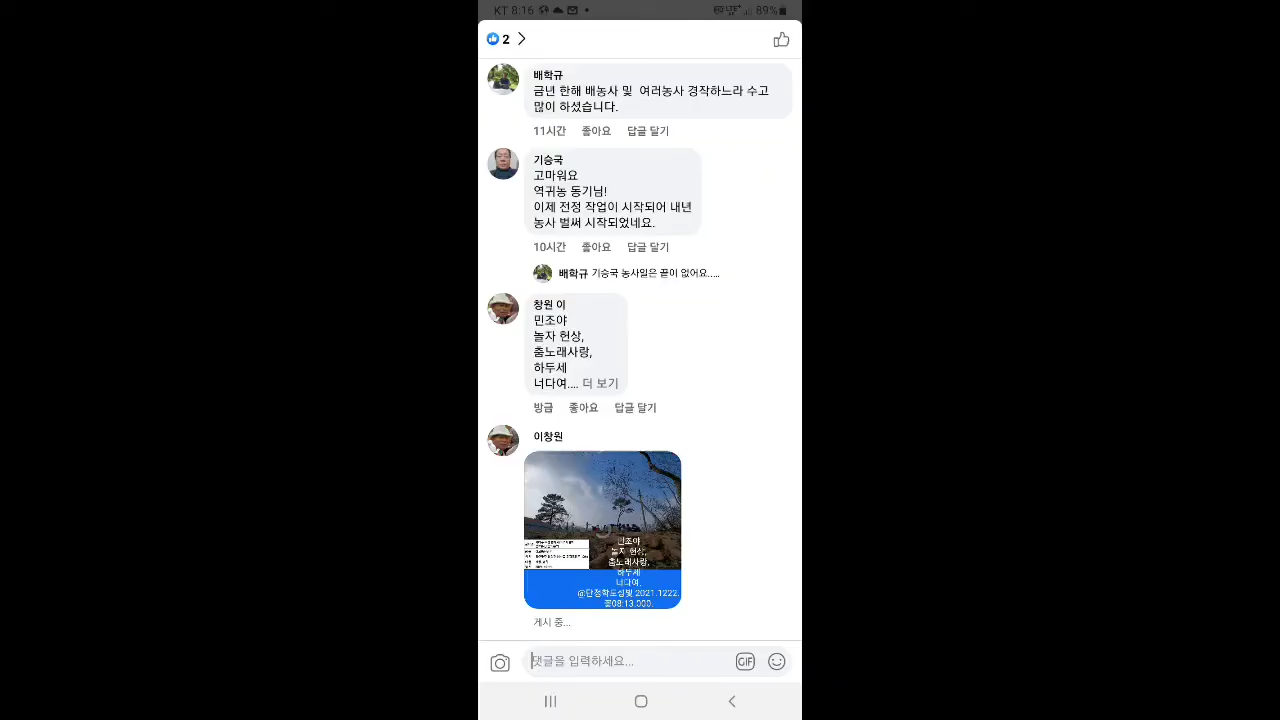 KT 8:16
LTE+ 89%
2
배학규
금년 한해 배농사 및 여러농사 경작하느라 수고
많이 하셨습니다.
11시간 좋아요 답글 달기
기승국
고마워요
역귀농 동기님!
이제 전정 작업이 시작되어 내년
농사 벌써 시작되었네요.
10시간 좋아요 답글 달기
배학규 기승국 농사일은 끝이 없어요.....
창원 이
민조야
놀자 헌상,
춤노래사랑,
하두세
너다여.... 더 보기
방금 좋아요 답글 달기
이창원
민조야
놀자 헌상,
춤노래사랑,
하두세
너다여.
2021.1222.
꽃08:13.000.
게시 중...
댓글을 입력하세요...
GIF